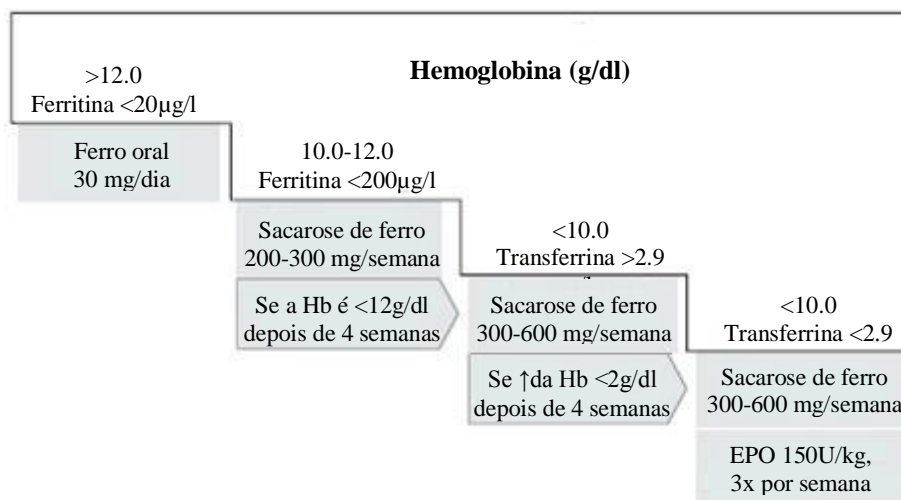 Hemoglobina (g/dl)
>12.0
Ferritina <20µg/l
Ferro oral
30 mg/dia
10.0-12.0
Ferritina <200µg/l
Sacarose de ferro
200-300 mg/semana
Se a Hb é <12g/dl
depois de 4 semanas
<10.0
Transferrina >2.9
Sacarose de ferro
300-600 mg/semana
Se ↑da Hb <2g/dl
depois de 4 semanas
<10.0
Transferrina <2.9
Sacarose de ferro
300-600 mg/semana
EPO 150U/kg,
3x por semana